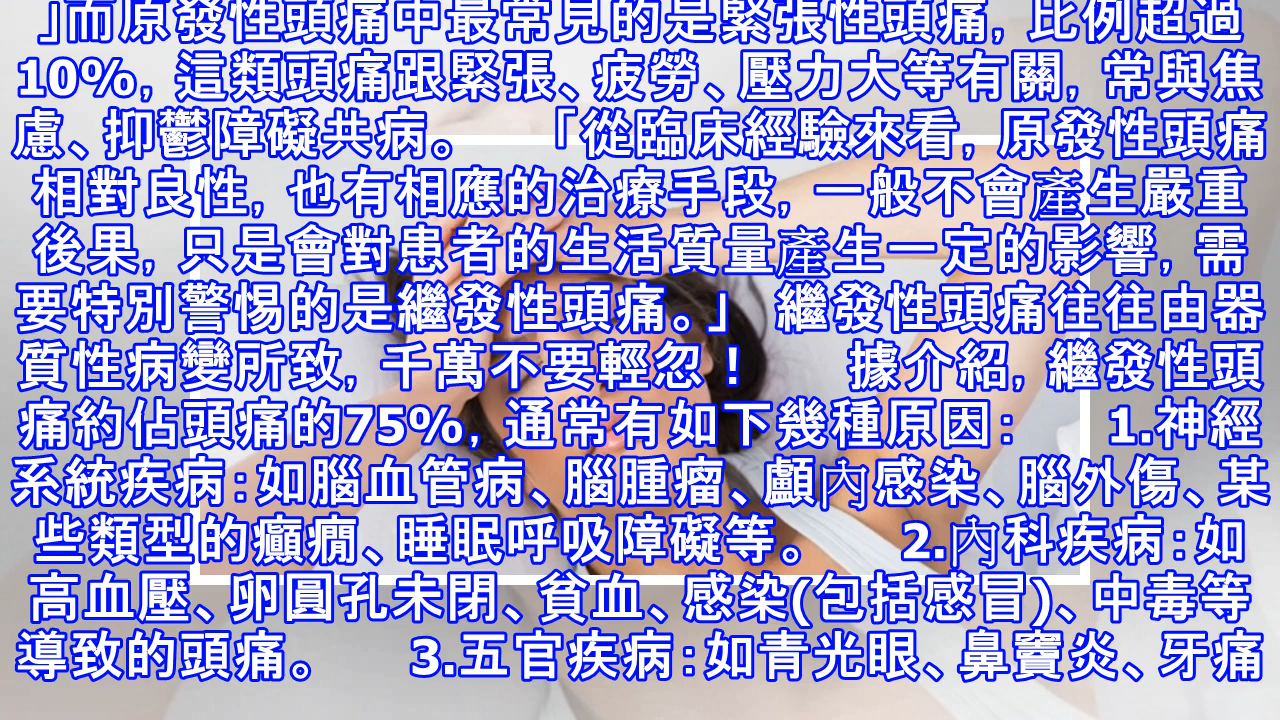 」而原發性頭痛中最常見的是緊張性頭痛,比例超過
10%,這類頭痛跟緊張、疲勞、壓力大等有關,常與焦
慮、抑鬱障礙共病。 「從臨床經驗來看,原發性頭痛
相對良性,也有相應的治療手段,一般不會產生嚴重
後果,只是會對患者的生活質量產生一定的影響,需
要特別警惕的是繼發性頭痛。」 繼發性頭痛往往由器
質性病變所致,千萬不要輕忽! 據介紹,繼發性頭
痛約佔頭痛的75%,通常有如下幾種原因: 1.神經
系統疾病:如腦血管病、腦腫瘤、顱內感染、腦外傷、某
些類型的癲癇、睡眠呼吸障礙等。 2.內科疾病:如
高血壓、卵圓孔未閉、貧血、感染(包括感冒)、中毒等
導致的頭痛。 3.五官疾病:如青光眼、鼻竇炎、牙痛